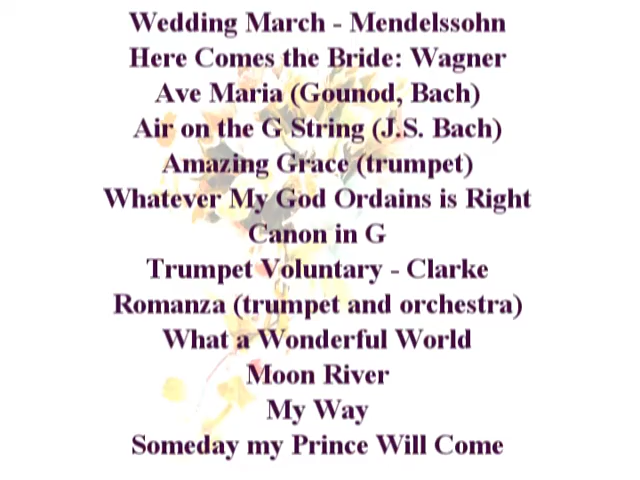 Wedding March - Mendelssohn
Here Comes the Bride: Wagner
Ave Maria (Gounod, Bach)
Air on the G String (J.S. Bach)
Amazing Grace (trumpet)
Whatever My God Ordains is Right
Canon in G
Trumpet Voluntary - Clarke
Romanza (trumpet and orchestra)
What a Wonderful World
Moon River
My Way
Someday my Prince Will Come